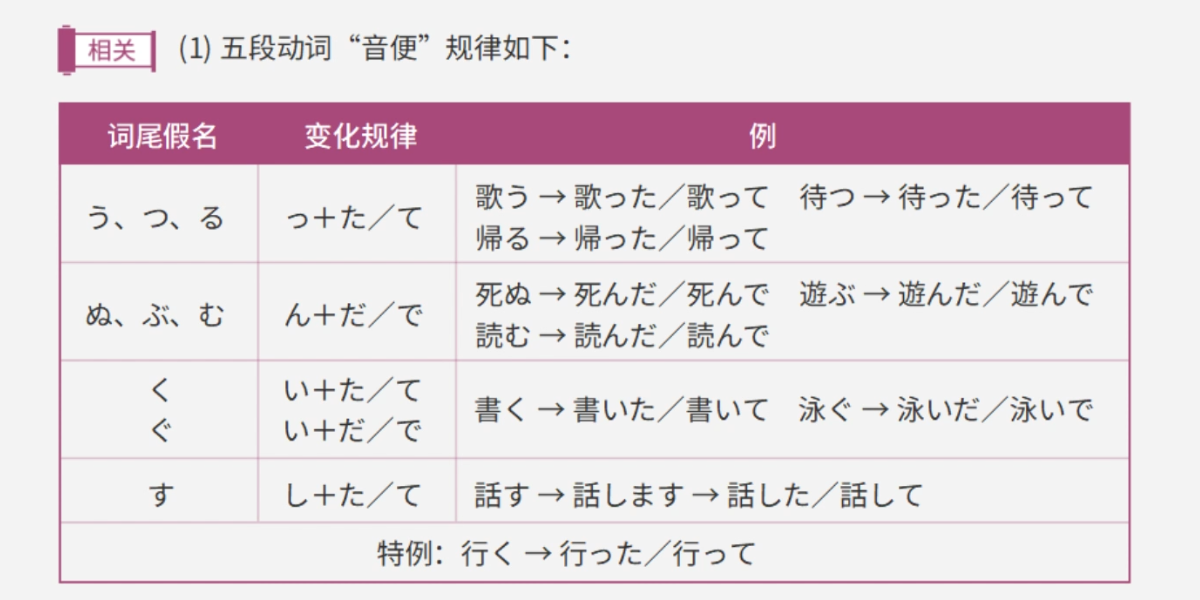 相关 (1) 五段动词“音便”规律如下：
词尾假名 变化规律 例
う、つ、る っ＋た／て 歌う → 歌った／歌って 待つ → 待った／待って
帰る → 帰った／帰って
ぬ、ぶ、む ん＋だ／で 死ぬ → 死んだ／死んで 遊ぶ → 遊んだ／遊んで
読む → 読んだ／読んで
く い＋た／て
ぐ い＋だ／で
書く → 書いた／書いて 泳ぐ → 泳いだ／泳いで
す し＋た／て 話す → 話します → 話した／話して
特例：行く → 行った／行って